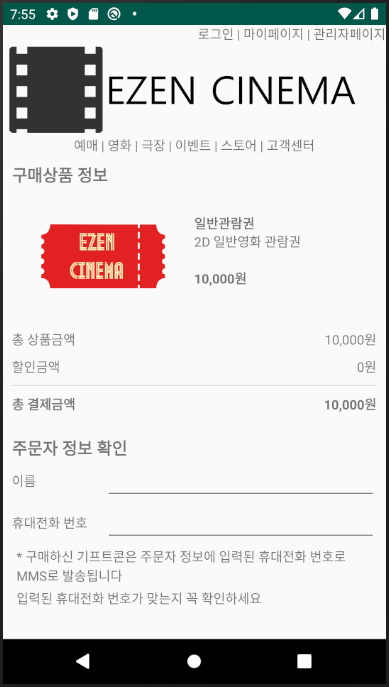 7:55
로그인 | 마이페이지 | 관리자페이지
EZEN CINEMA
예매 | 영화 | 극장 | 이벤트 | 스토어 | 고객센터
구매상품 정보
EZEN
CINEMA
일반관람권
2D 일반영화 관람권
10,000원
총 상품금액 10,000원
할인금액 0원
총 결제금액 10,000원
주문자 정보 확인
이름
휴대전화 번호
* 구매하신 기프트콘은 주문자 정보에 입력된 휴대전화 번호로
MMS로 발송됩니다
입력된 휴대전화 번호가 맞는지 꼭 확인하세요